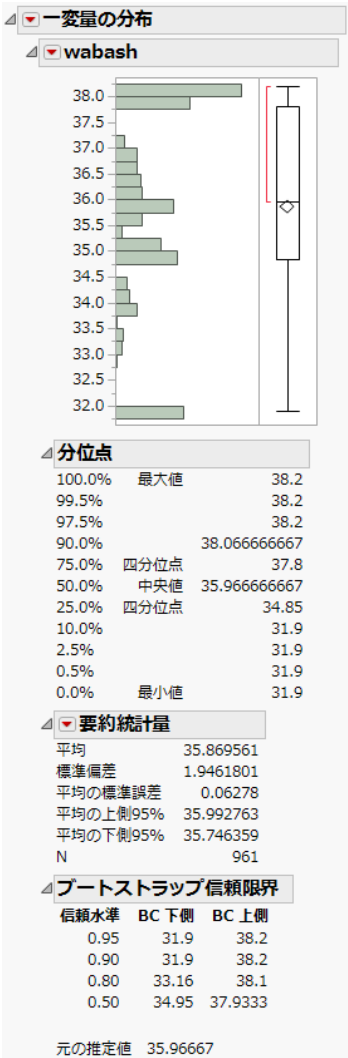 一変量の分布
wabash
38.0
37.5
37.0
36.5
36.0
35.5
35.0
34.5
34.0
33.5
33.0
32.5
32.0
分位点
100.0% 最大値 38.2
99.5% 38.2
97.5% 38.2
90.0% 38.066666667
75.0% 四分位点 37.8
50.0% 中央値 35.966666667
25.0% 四分位点 34.85
10.0% 31.9
2.5% 31.9
0.5% 31.9
0.0% 最小値 31.9
要約統計量
平均 35.869561
標準偏差 1.9461801
平均の標準誤差 0.06278
平均の上側95% 35.992763
平均の下側95% 35.746359
N 961
ブートストラップ信頼限界
信頼水準 BC 下側 BC 上側
0.95 31.9 38.2
0.90 31.9 38.2
0.80 33.16 38.1
0.50 34.95 37.9333
元の推定値 35.96667